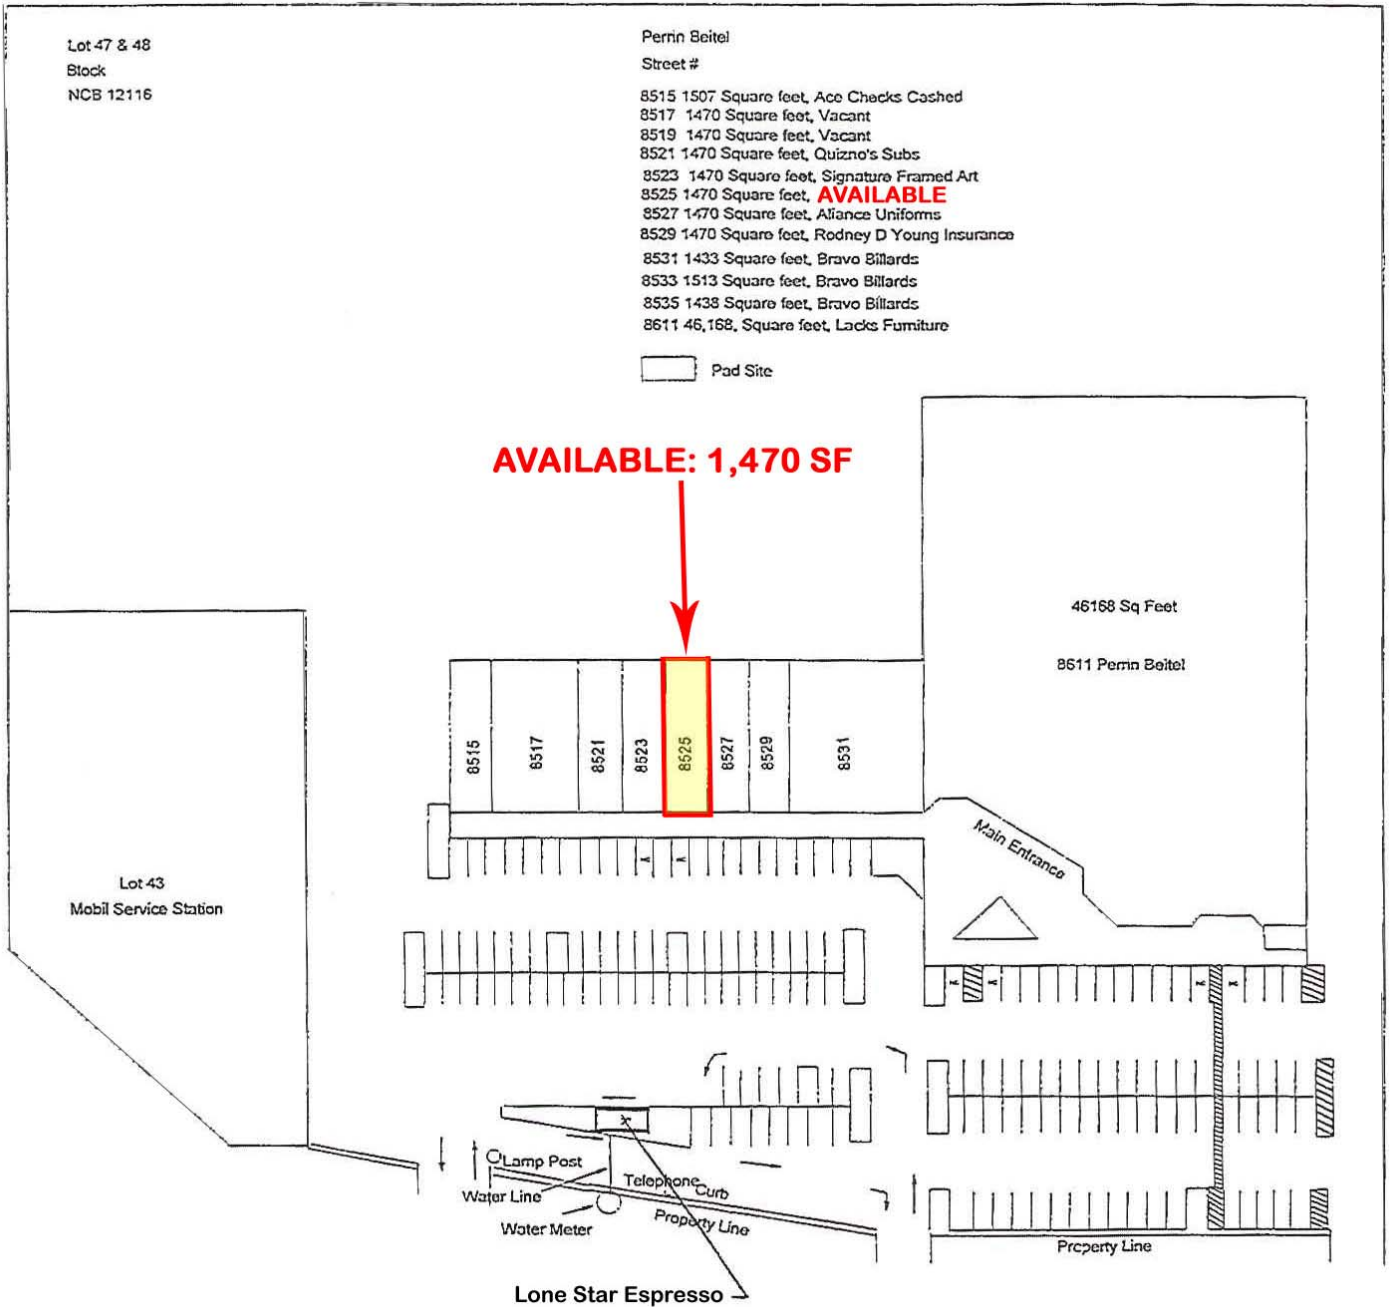 Lot 47 & 48
Block
NCB 12116
Perrin Beitel
Street #
8515 1507 Square feet, Ace Checks Cashed
8517 1470 Square feet, Vacant
8519 1470 Square feet, Vacant
8521 1470 Square feet, Quizno's Subs
8523 1470 Square feet, Signature Framed Art
8525 1470 Square feet, AVAILABLE
8527 1470 Square feet, Aliance Uniforms
8529 1470 Square feet, Rodney D Young Insurance
8531 1433 Square feet, Bravo Billards
8533 1513 Square feet, Bravo Billards
8535 1438 Square feet, Bravo Billards
8611 46,168, Square feet, Lacks Furniture
Pad Site
AVAILABLE: 1,470 SF
46168 Sq Feet
8611 Perrin Beitel
8515
8517
8521
8523
8525
8527
8529
8531
Main Entrance
Lot 43
Mobil Service Station
Lamp Post
Water Line
Telephone
Curb
Water Meter
Property Line
Property Line
Lone Star Espresso